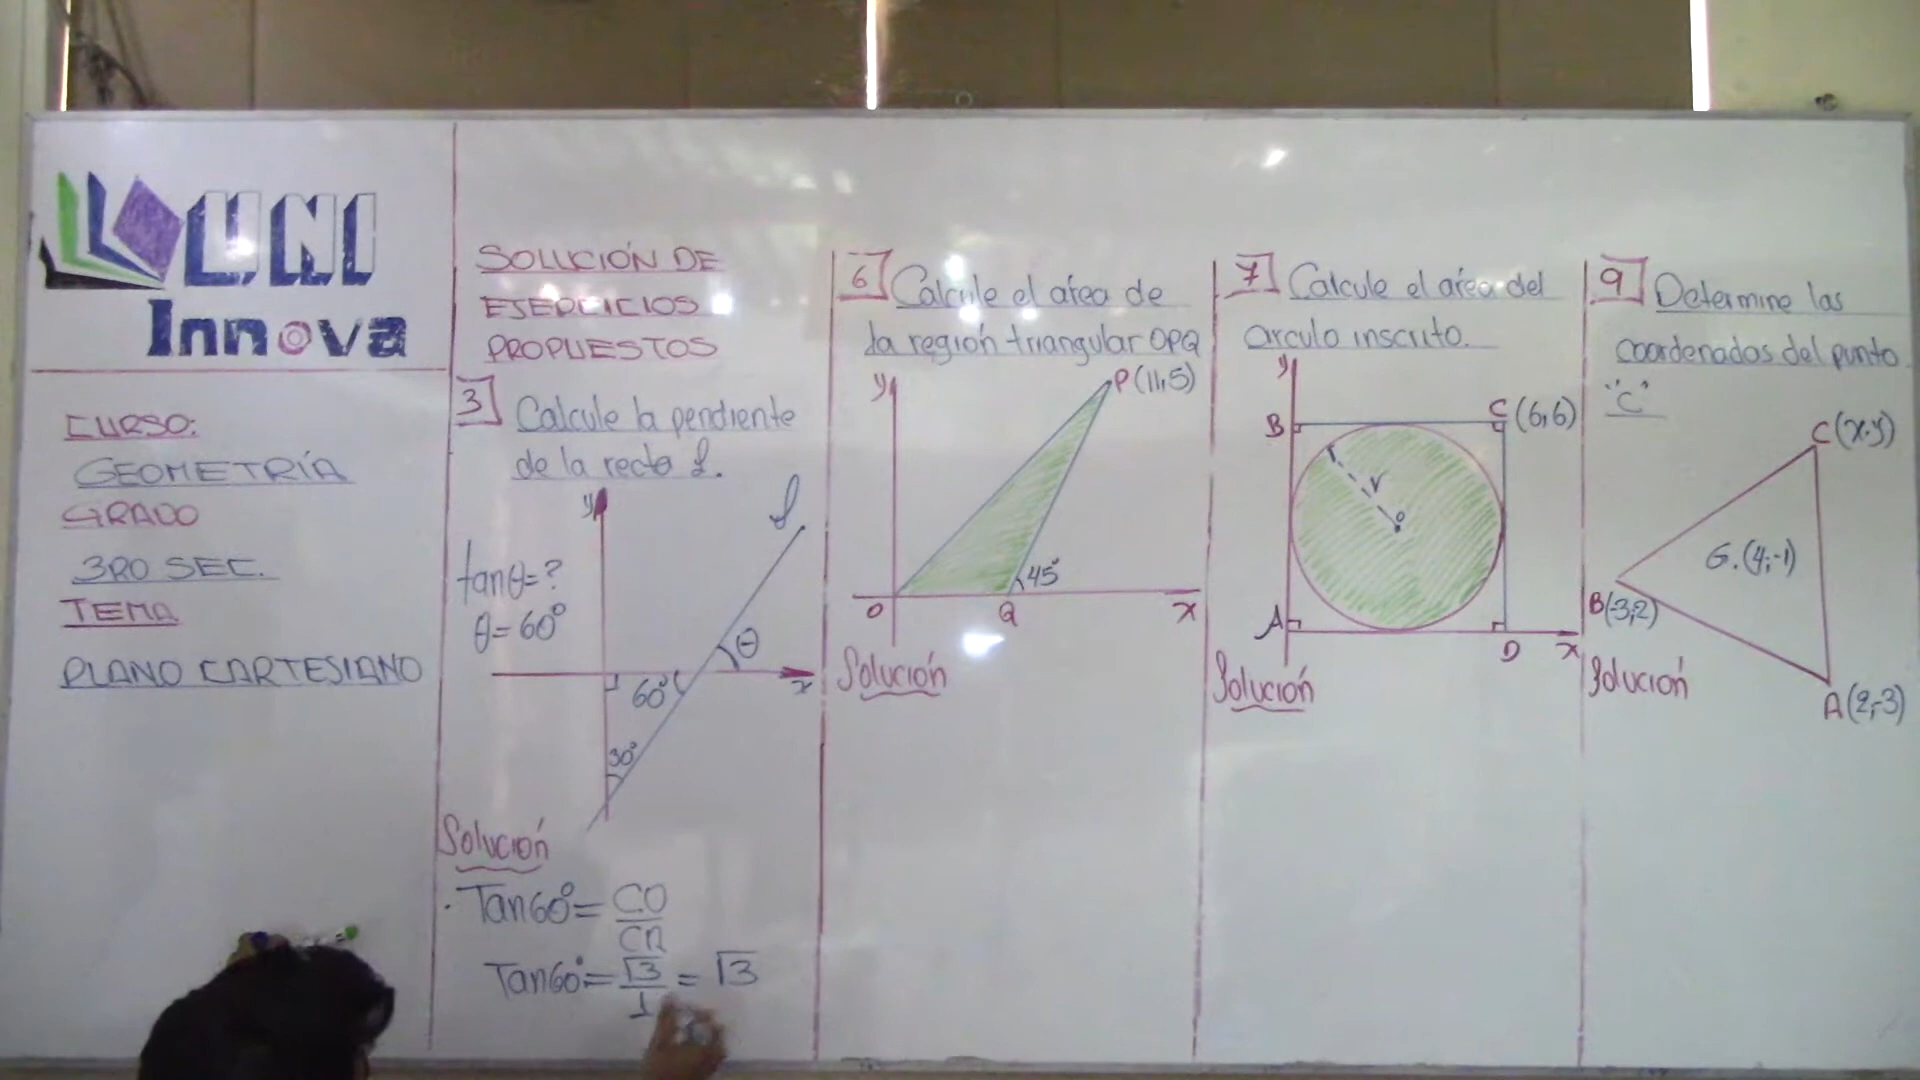 UNI
Innova
CURSO:
GEOMETRÍA
GRADO
3RO SEC.
TEMA
PLANO CARTESIANO
SOLUCIÓN DE
EJERCICIOS
PROPUESTOS
3 Calcule la pendiente
de la recta L.
y
L
tanθ=?
θ=60°
θ
x
60°
30°
Solución
· Tan60°= CO
CA
Tan60°= √3 = √3
1
6 Calcule el area de
la región triangular OPQ
y
P(11;5)
45°
O
Q
x
Solución
7 Calcule el area del
circulo inscrito.
y
B
C (6;6)
r
o
A
D
x
Solución
9 Determine las
coordenadas del punto
"C"
C(x;y)
G.(4;-1)
B(-3;2)
A(2;-3)
Solución